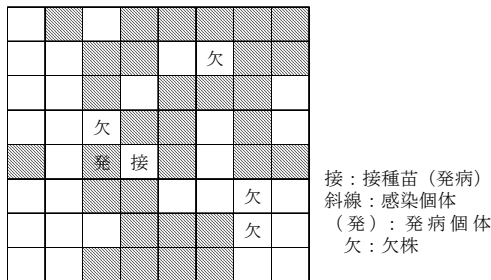 欠
欠
発 接
欠
欠
接：接種苗（発病）
斜線：感染個体
（発）：発病個体
欠：欠株